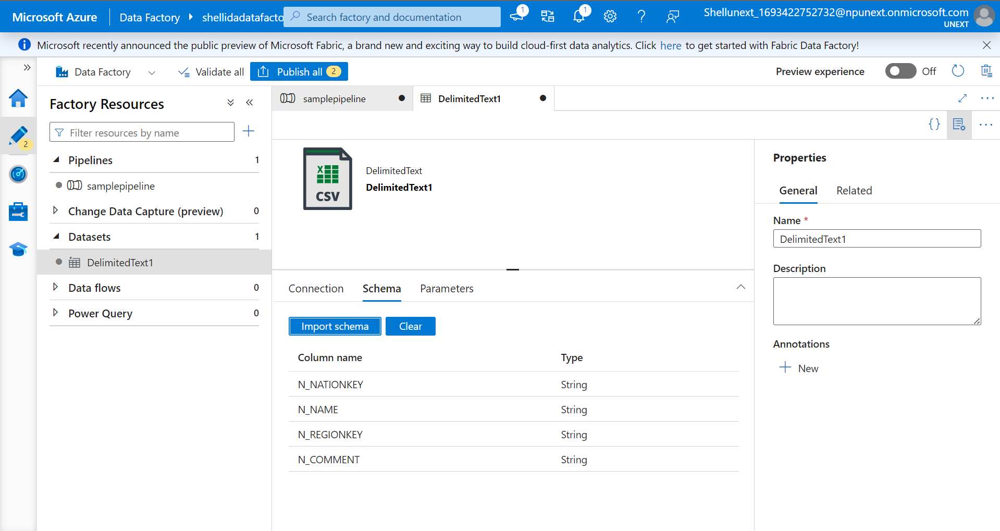 Microsoft Azure
Data Factory
shellidadatafacto
Search factory and documentation
1
1
?
Shellunext_1693422752732@npunext.onmicrosoft.com
UNEXT
Microsoft recently announced the public preview of Microsoft Fabric, a brand new and exciting way to build cloud-first data analytics. Click here to get started with Fabric Data Factory!
Data Factory
Validate all
Publish all 2
Preview experience
Off
2
Factory Resources
Filter resources by name
Pipelines 1
samplepipeline
Change Data Capture (preview) 0
Datasets 1
DelimitedText1
Data flows 0
Power Query 0
samplepipeline
DelimitedText1
{}
CSV
DelimitedText
DelimitedText1
Connection Schema Parameters
Import schema Clear
Column name Type
N_NATIONKEY String
N_NAME String
N_REGIONKEY String
N_COMMENT String
Properties
General Related
Name *
DelimitedText1
Description
Annotations
New